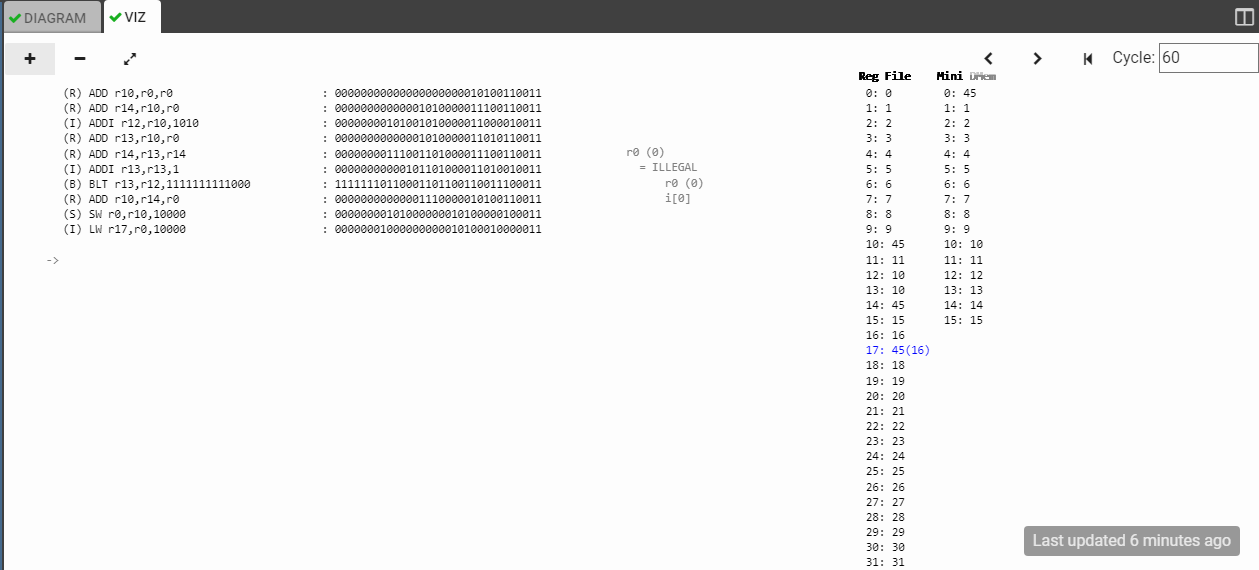 DIAGRAM
VIZ
+
Cycle: 60
Reg File Mini DMem
(R) ADD r10,r0,r0 : 00000000000000000000010100110011
(R) ADD r14,r10,r0 : 00000000000001010000011100110011
(I) ADDI r12,r10,1010 : 00000000101001010000011000010011
(R) ADD r13,r10,r0 : 00000000000001010000011010110011
(R) ADD r14,r13,r14 : 00000000111001101000011100110011
(I) ADDI r13,r13,1 : 00000000000101101000011010010011
(B) BLT r13,r12,1111111111000 : 11111110110001101100110011100011
(R) ADD r10,r14,r0 : 00000000000001110000010100110011
(S) SW r0,r10,10000 : 00000000101000000010100000100011
(I) LW r17,r0,10000 : 00000001000000000010100010000011
->
r0 (0)
= ILLEGAL
r0 (0)
i[0]
0: 0
1: 1
2: 2
3: 3
4: 4
5: 5
6: 6
7: 7
8: 8
9: 9
10: 45
11: 11
12: 10
13: 10
14: 45
15: 15
16: 16
17: 45(16)
18: 18
19: 19
20: 20
21: 21
22: 22
23: 23
24: 24
25: 25
26: 26
27: 27
28: 28
29: 29
30: 30
31: 31
0: 45
1: 1
2: 2
3: 3
4: 4
5: 5
6: 6
7: 7
8: 8
9: 9
10: 10
11: 11
12: 12
13: 13
14: 14
15: 15
Last updated 6 minutes ago